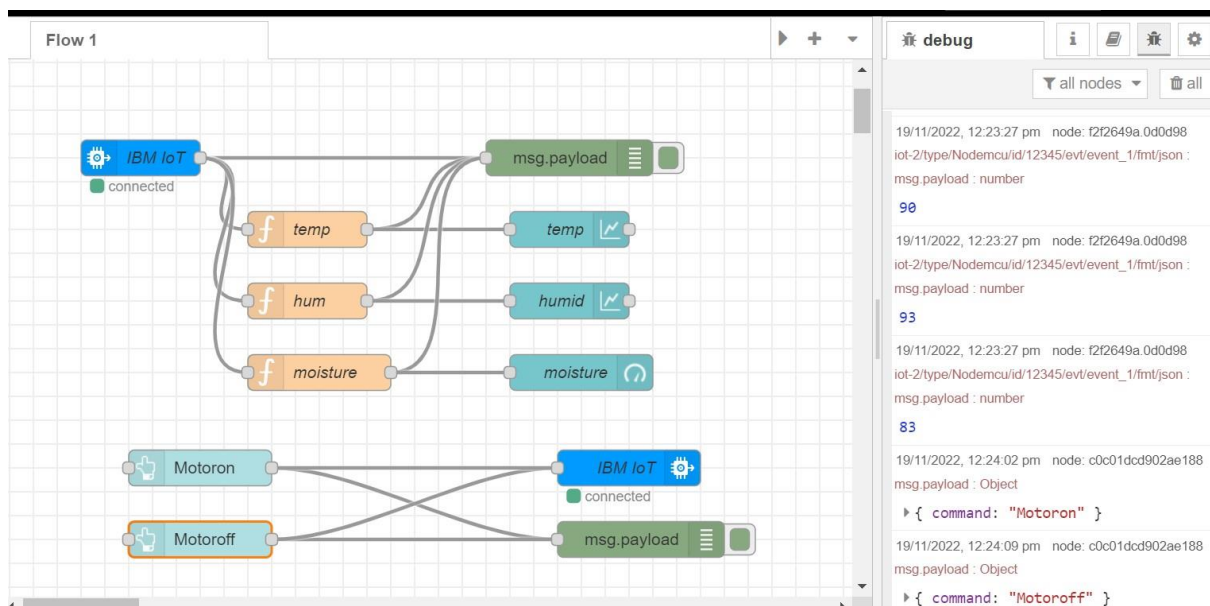 Flow 1
IBM IoT
connected
msg.payload
temp
temp
hum
humid
moisture
moisture
Motoron
IBM IoT
connected
Motoroff
msg.payload
debug
i
all nodes
all
19/11/2022, 12:23:27 pm node: f2f2649a.0d0d98
iot-2/type/Nodemcu/id/12345/evt/event_1/fmt/json :
msg.payload : number
90
19/11/2022, 12:23:27 pm node: f2f2649a.0d0d98
iot-2/type/Nodemcu/id/12345/evt/event_1/fmt/json :
msg.payload : number
93
19/11/2022, 12:23:27 pm node: f2f2649a.0d0d98
iot-2/type/Nodemcu/id/12345/evt/event_1/fmt/json :
msg.payload : number
83
19/11/2022, 12:24:02 pm node: c0c01dcd902ae188
msg.payload : Object
{ command: "Motoron" }
19/11/2022, 12:24:09 pm node: c0c01dcd902ae188
msg.payload : Object
{ command: "Motoroff" }